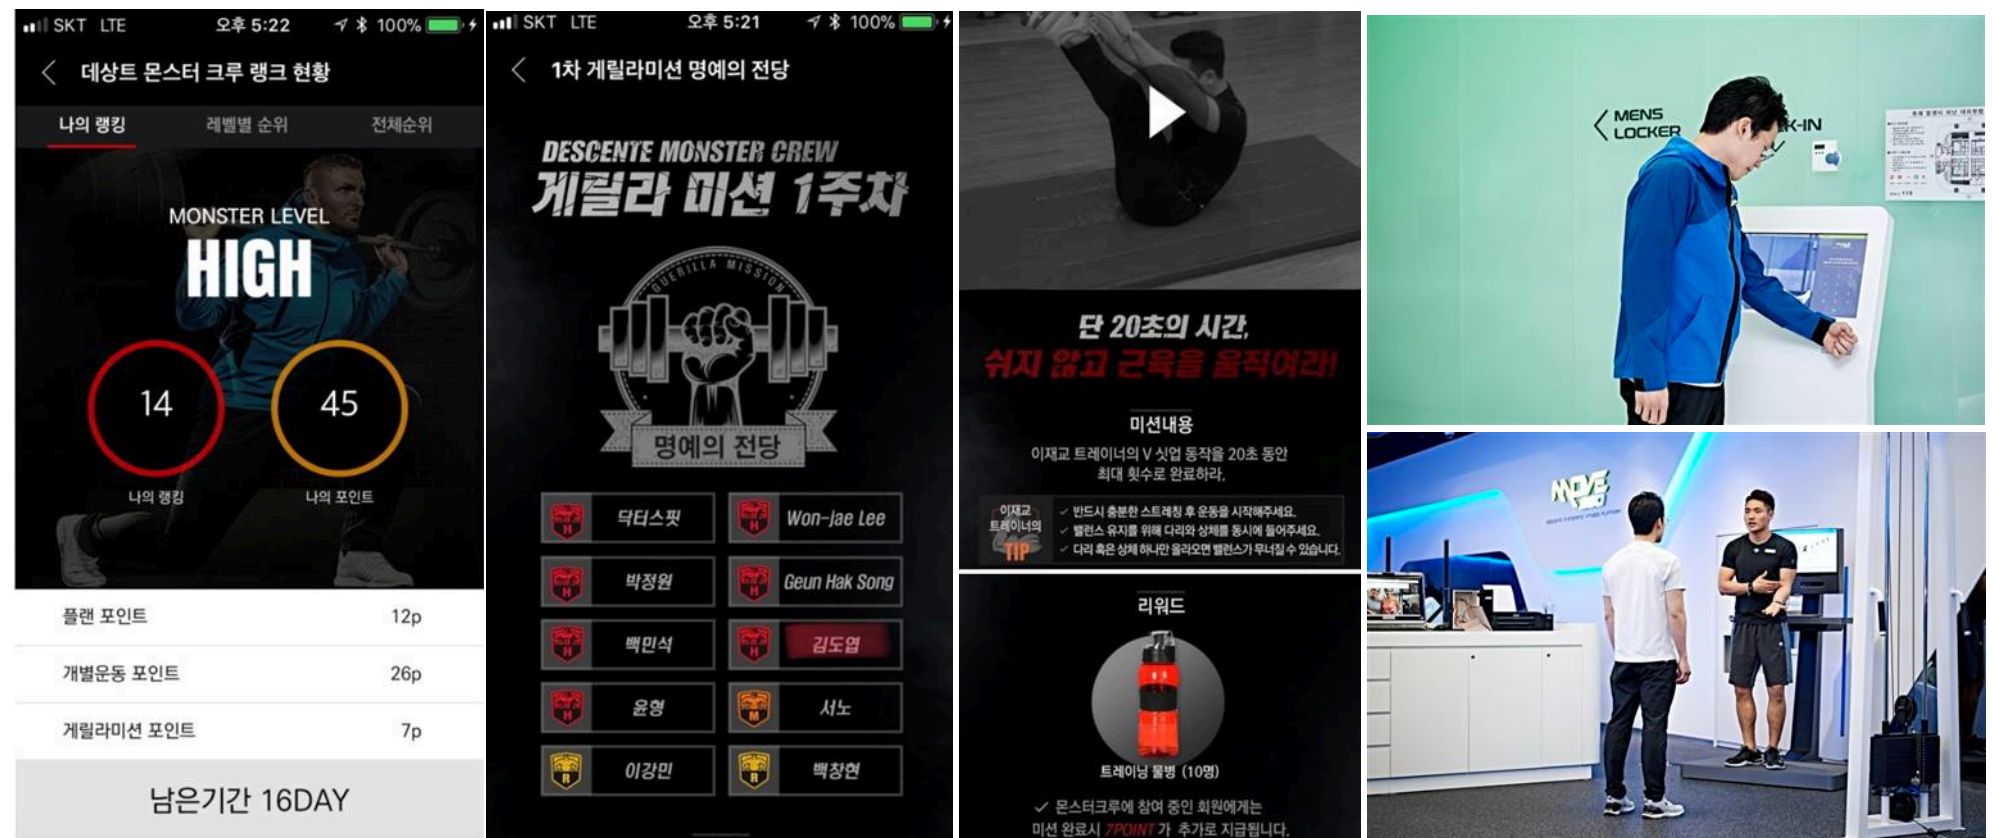 SKT LTE 오후 5:22 100%
데상트 몬스터 크루 랭크 현황
나의 랭킹 레벨별 순위 전체순위
MONSTER LEVEL
HIGH
14 45
나의 랭킹 나의 포인트
플랜 포인트 12p
개별운동 포인트 26p
게릴라미션 포인트 7p
남은기간 16DAY
SKT LTE 오후 5:21 100%
1차 게릴라미션 명예의 전당
DESCENTE MONSTER CREW
게릴라 미션 1주차
GUERILLA MISSION
명예의 전당
H 닥터스핏 H Won-jae Lee
H 박정원 H Geun Hak Song
H 백민석 H 김도엽
H 윤형 M 서노
R 이강민 R 백창현
단 20초의 시간,
쉬지 않고 근육을 움직여라!
미션내용
이재교 트레이너의 V 싯업 동작을 20초 동안
최대 횟수로 완료하라.
이재교
트레이너의
TIP
반드시 충분한 스트레칭 후 운동을 시작해주세요.
밸런스 유지를 위해 다리와 상체를 동시에 들어주세요.
다리 혹은 상체 하나만 올라오면 밸런스가 무너질 수 있습니다.
리워드
트레이닝 물병 (10명)
몬스터크루에 참여 중인 회원에게는
미션 완료시 7POINT 가 추가로 지급됩니다.
MENS
LOCKER
K-IN
MOVE